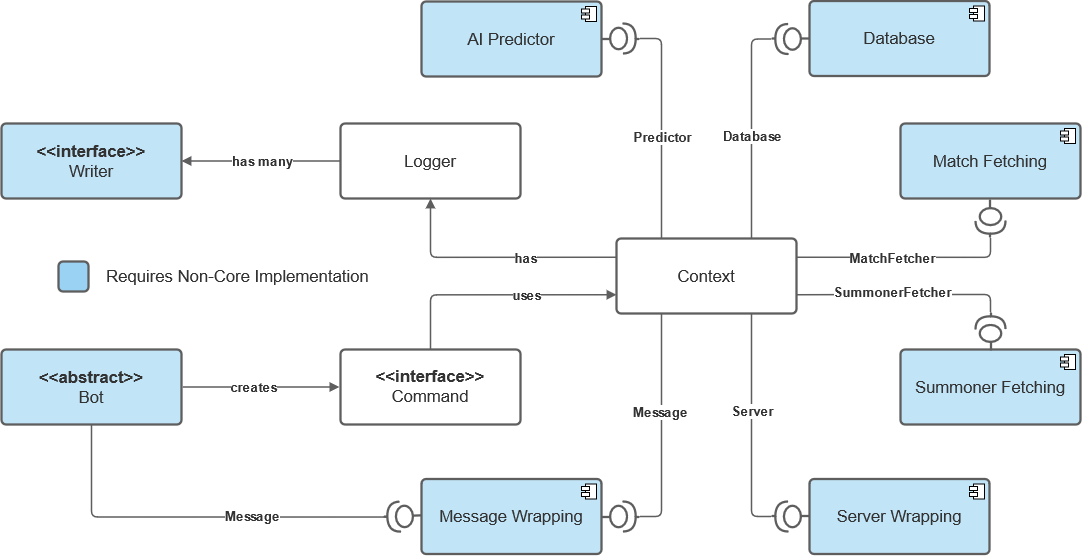 AI Predictor
Database
Predictor
Database
<<interface>>
Writer
has many
Logger
Match Fetching
has
Context
MatchFetcher
Requires Non-Core Implementation
uses
SummonerFetcher
<<abstract>>
Bot
creates
<<interface>>
Command
Summoner Fetching
Message
Server
Message
Message Wrapping
Server Wrapping